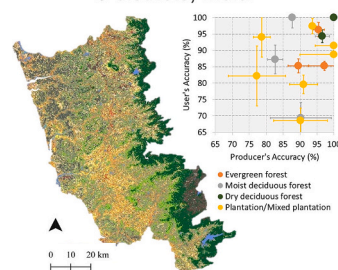 100
95
90
85
80
75
70
65
User's Accuracy (%)
65 70 75 80 85 90 95 100
Producer's Accuracy (%)
Evergreen forest
Moist deciduous forest
Dry deciduous forest
Plantation/Mixed plantation
0 10 20 km